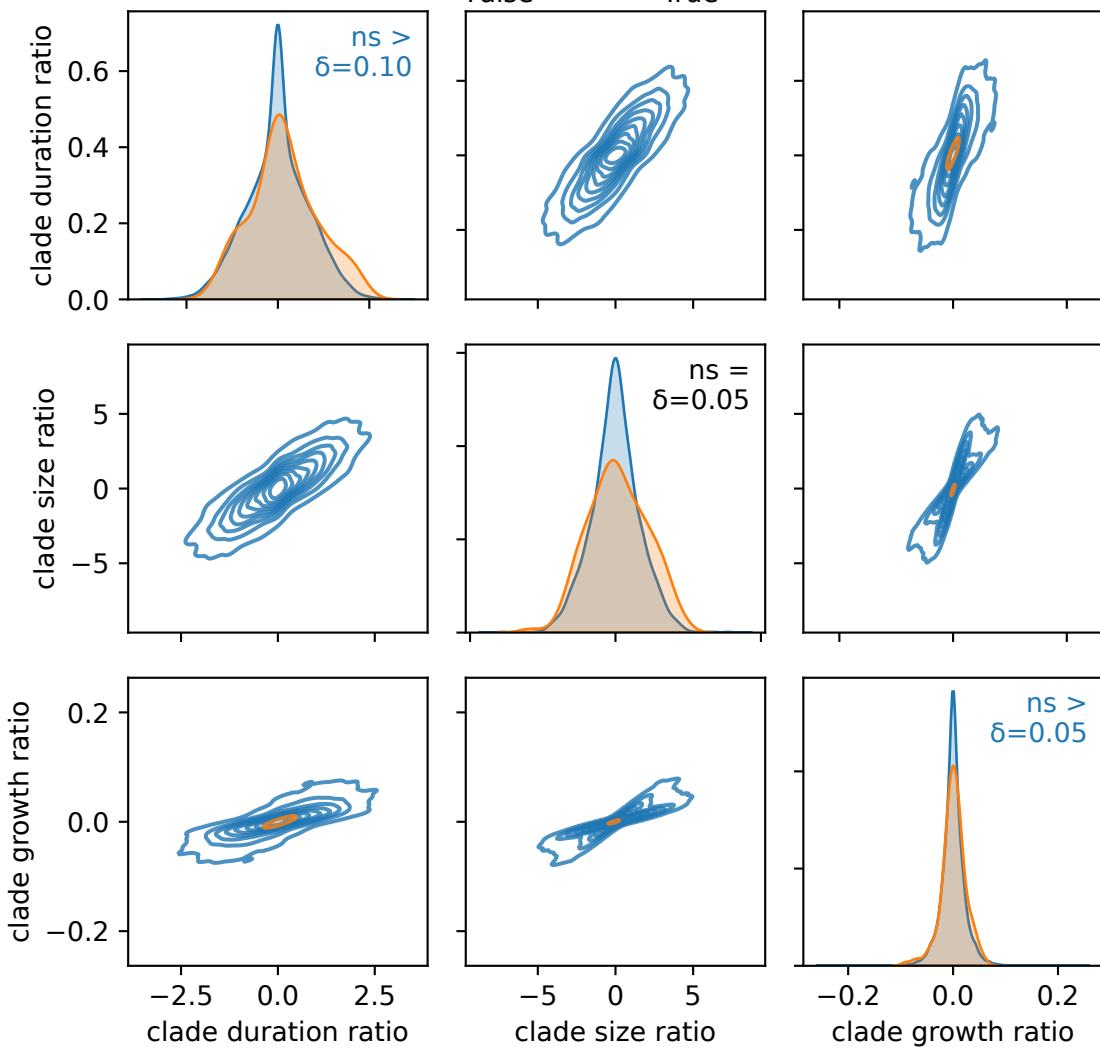 clade duration ratio
0.6
0.4
0.2
0.0
ns >
δ=0.10
clade size ratio
5
0
−5
ns =
δ=0.05
clade growth ratio
0.2
0.0
−0.2
ns >
δ=0.05
−2.5 0.0 2.5
−5 0 5
−0.2 0.0 0.2
clade duration ratio
clade size ratio
clade growth ratio